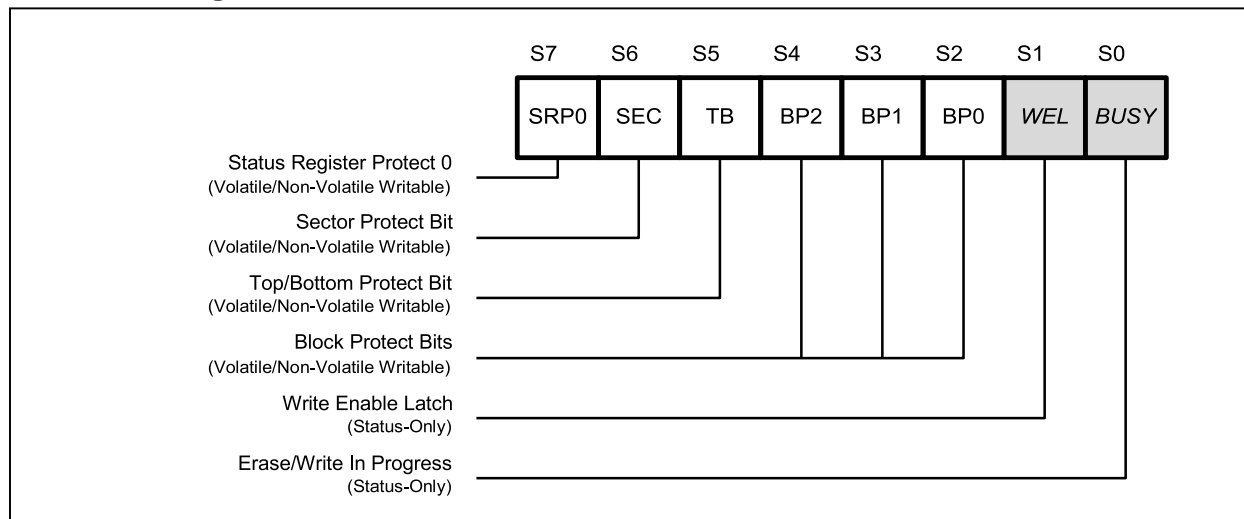 S7 S6 S5 S4 S3 S2 S1 S0
SRP0 SEC TB BP2 BP1 BP0 WEL BUSY
Status Register Protect 0
(Volatile/Non-Volatile Writable)
Sector Protect Bit
(Volatile/Non-Volatile Writable)
Top/Bottom Protect Bit
(Volatile/Non-Volatile Writable)
Block Protect Bits
(Volatile/Non-Volatile Writable)
Write Enable Latch
(Status-Only)
Erase/Write In Progress
(Status-Only)